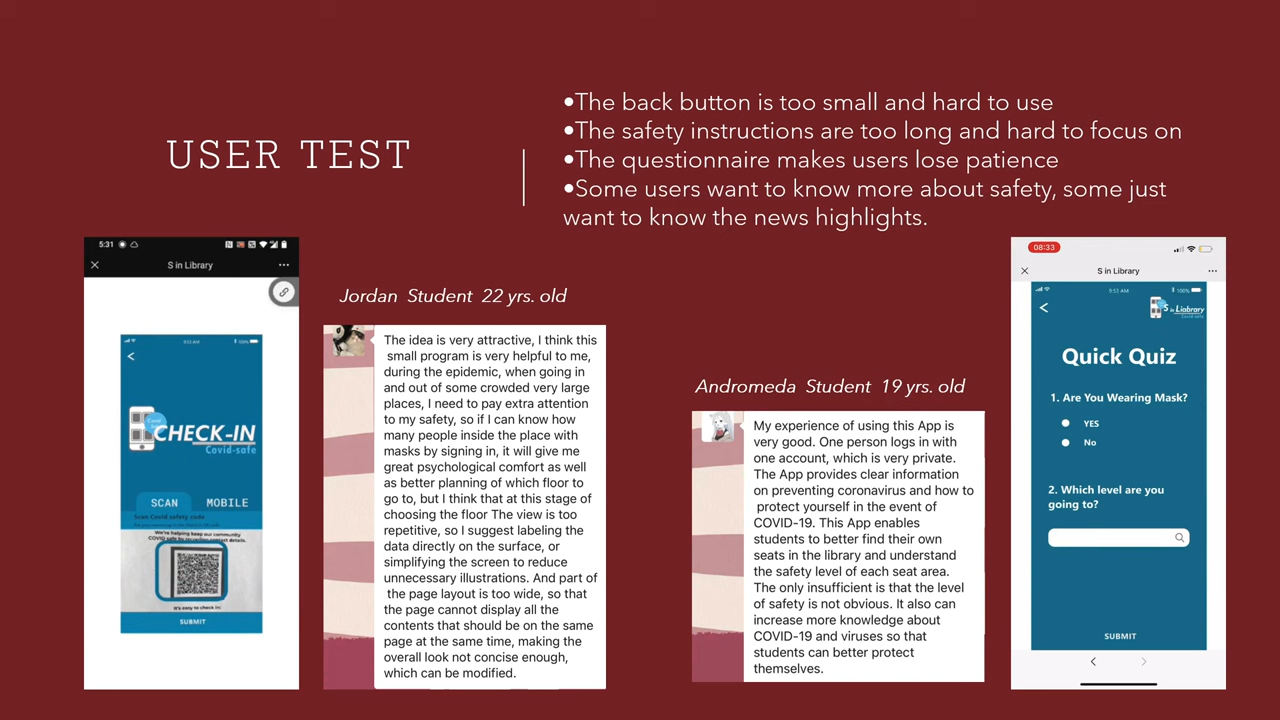 USER TEST
•The back button is too small and hard to use
•The safety instructions are too long and hard to focus on
•The questionnaire makes users lose patience
•Some users want to know more about safety, some just
want to know the news highlights.
5:31
S in Library
9:53 AM
100%
Covid
CHECK-IN
Covid-safe
SCAN
MOBILE
Scan Covid safety code
We're helping keep our community
COVID safe by
contact details.
It's easy to check in:
SUBMIT
Jordan Student 22 yrs. old
The idea is very attractive, I think this
small program is very helpful to me,
during the epidemic, when going in
and out of some crowded very large
places, I need to pay extra attention
to my safety, so if I can know how
many people inside the place with
masks by signing in, it will give me
great psychological comfort as well
as better planning of which floor to
go to, but I think that at this stage of
choosing the floor The view is too
repetitive, so I suggest labeling the
data directly on the surface, or
simplifying the screen to reduce
unnecessary illustrations. And part of
the page layout is too wide, so that
the page cannot display all the
contents that should be on the same
page at the same time, making the
overall look not concise enough,
which can be modified.
Andromeda Student 19 yrs. old
My experience of using this App is
very good. One person logs in with
one account, which is very private.
The App provides clear information
on preventing coronavirus and how to
protect yourself in the event of
COVID-19. This App enables
students to better find their own
seats in the library and understand
the safety level of each seat area.
The only insufficient is that the level
of safety is not obvious. It also can
increase more knowledge about
COVID-19 and viruses so that
students can better protect
themselves.
08:33
S in Library
9:53 AM
100%
S in Liabrary
Covid-safe
Quick Quiz
1. Are You Wearing Mask?
YES
No
2. Which level are you
going to?
SUBMIT